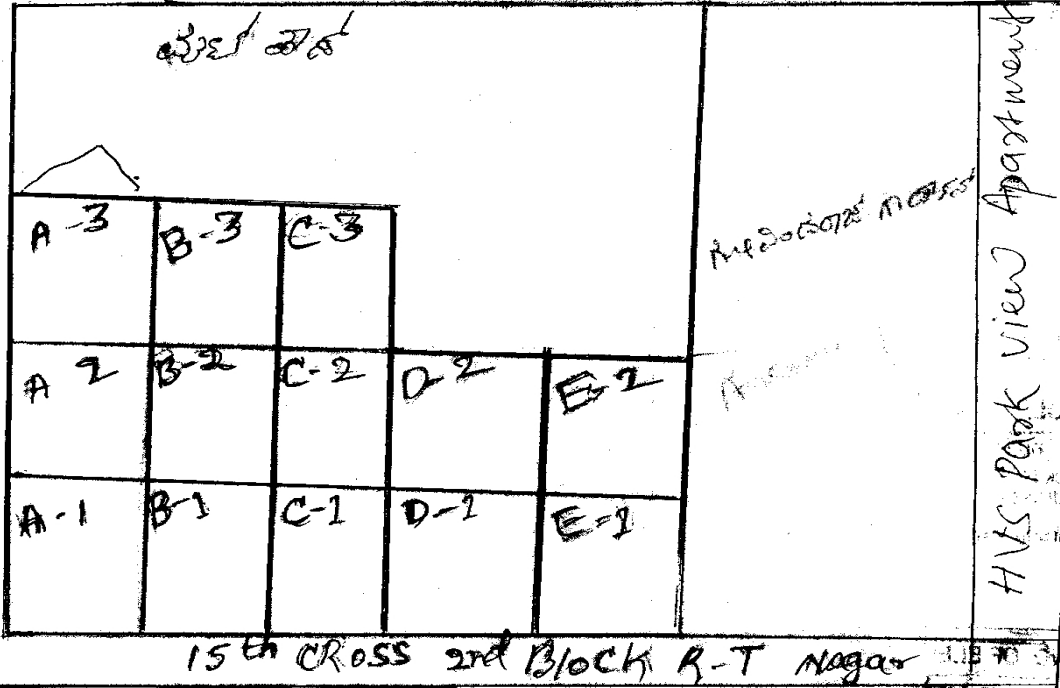 A-3
B-3
C-3
A 2
B-2
C-2
D-2
E-2
A-1
B-1
C-1
D-1
E-1
HVS Park view Apartment
15th CROSS 2nd Block R-T Nagar